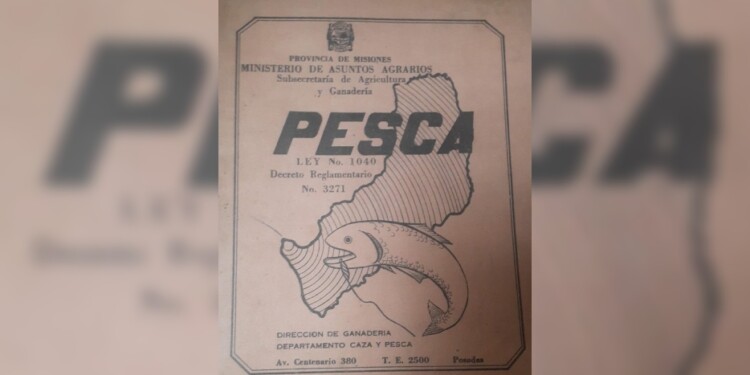 PROVINCIA DE MISIONES
MINISTERIO DE ASUNTOS AGRARIOS
Subsecretaría de Agricultura
y Ganadería
PESCA
LEY No. 1040
Decreto Reglamentario
No. 3271
DIRECCION DE GANADERIA
DEPARTAMENTO CAZA Y PESCA
Av. Centenario 380 T. E. 2500 Posadas